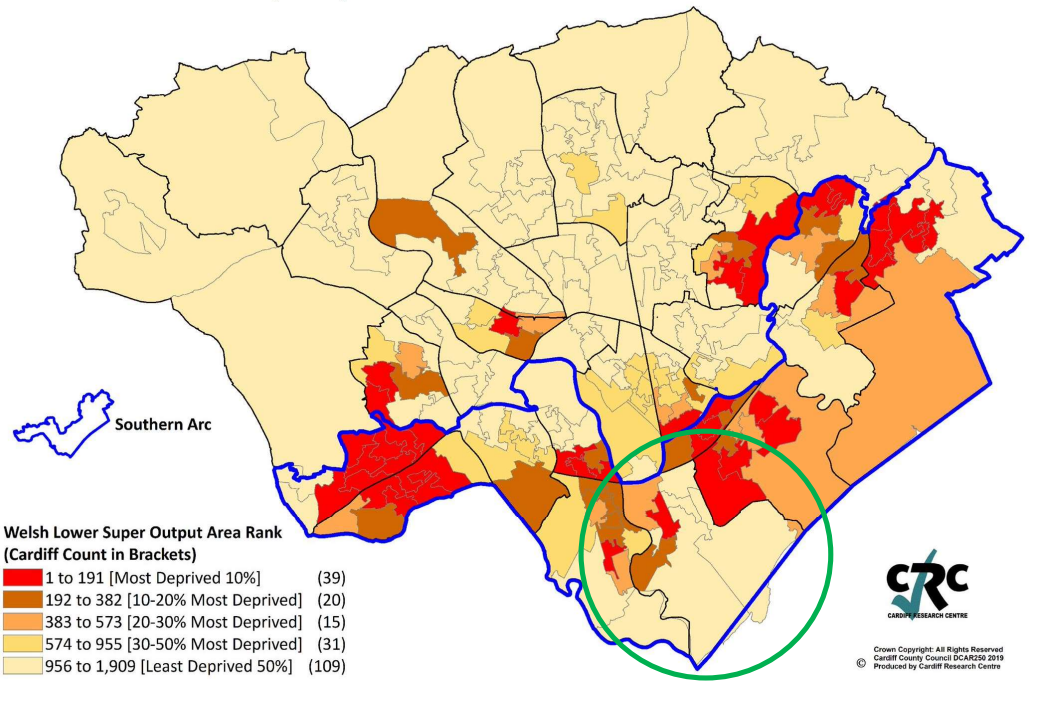 Southern Arc
Welsh Lower Super Output Area Rank
(Cardiff Count in Brackets)
1 to 191 [Most Deprived 10%] (39)
192 to 382 [10-20% Most Deprived] (20)
383 to 573 [20-30% Most Deprived] (15)
574 to 955 [30-50% Most Deprived] (31)
956 to 1,909 [Least Deprived 50%] (109)
CRC
CARDIFF RESEARCH CENTRE
Crown Copyright: All Rights Reserved
© Cardiff County Council DCAR250 2019
Produced by Cardiff Research Centre